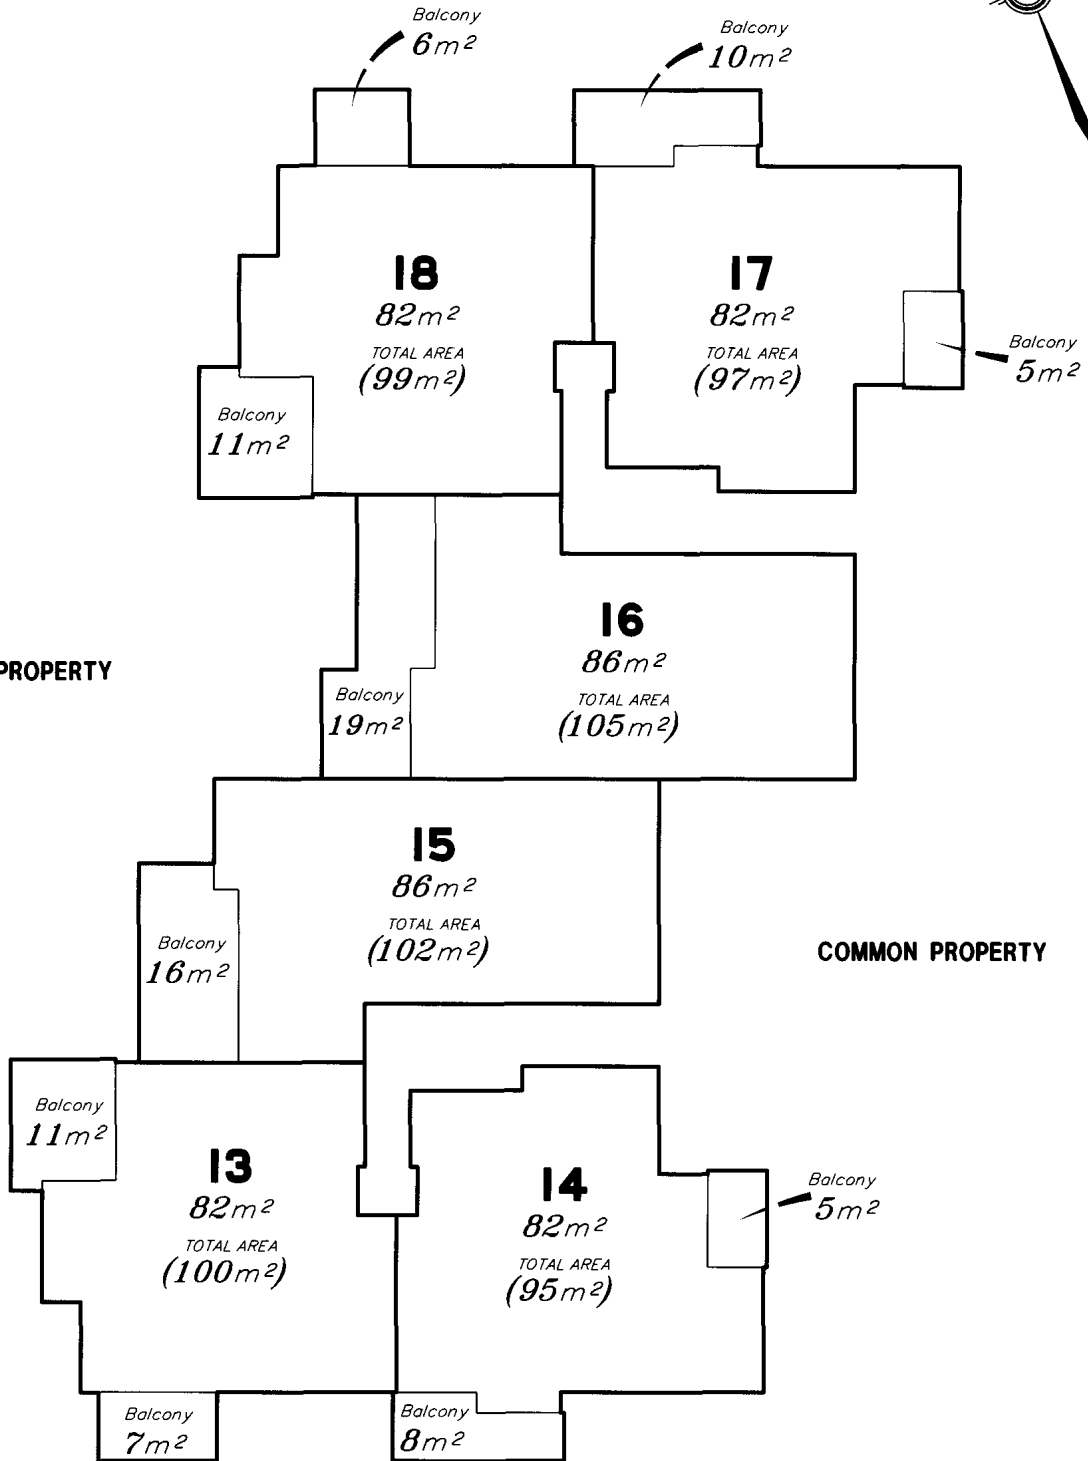 Balcony
6m²
Balcony
10m²
18
82m²
TOTAL AREA
(99m²)
17
82m²
TOTAL AREA
(97m²)
Balcony
5m²
Balcony
11m²
16
86m²
TOTAL AREA
(105m²)
PROPERTY
Balcony
19m²
15
86m²
TOTAL AREA
(102m²)
Balcony
16m²
COMMON PROPERTY
Balcony
11m²
13
82m²
TOTAL AREA
(100m²)
14
82m²
TOTAL AREA
(95m²)
Balcony
5m²
Balcony
7m²
Balcony
8m²